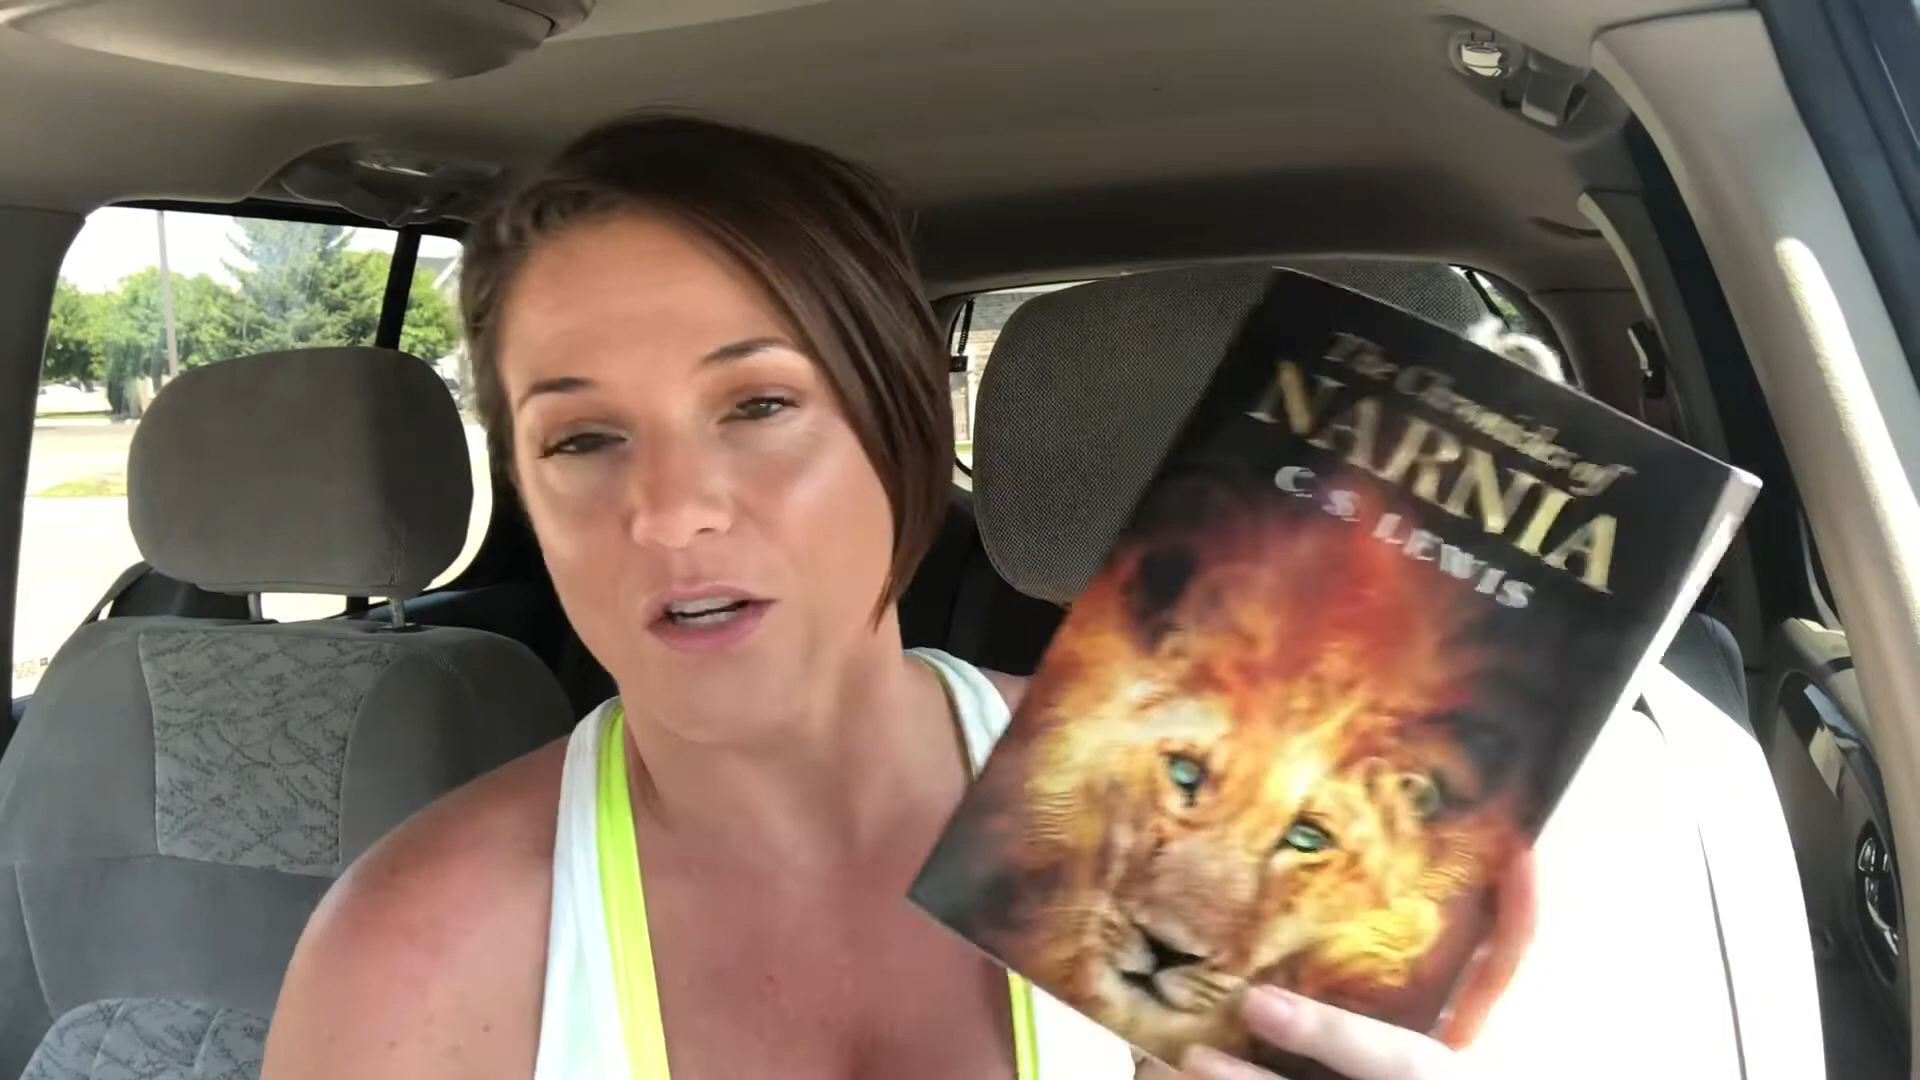 The Chronicles of
NARNIA
C. S. LEWIS